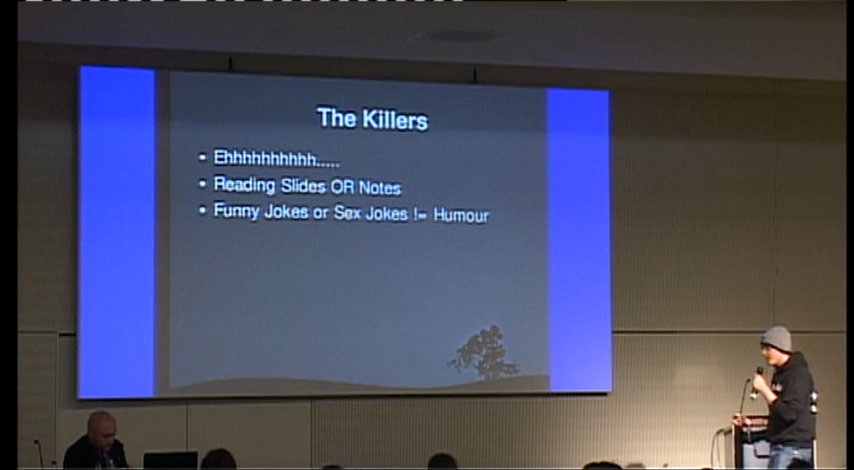 The Killers
• Ehhhhhhhhhh.....
• Reading Slides OR Notes
• Funny Jokes or Sex Jokes != Humour